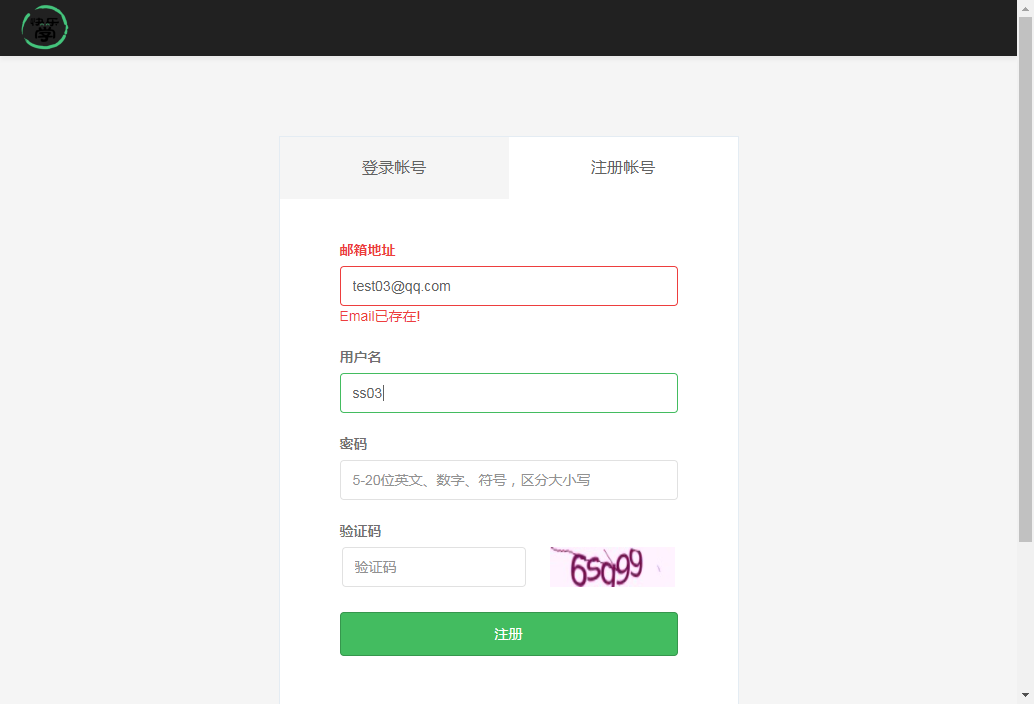 快乐
學
登录帐号
注册帐号
邮箱地址
test03@qq.com
Email已存在!
用户名
ss03
密码
5-20位英文、数字、符号，区分大小写
验证码
验证码
注册